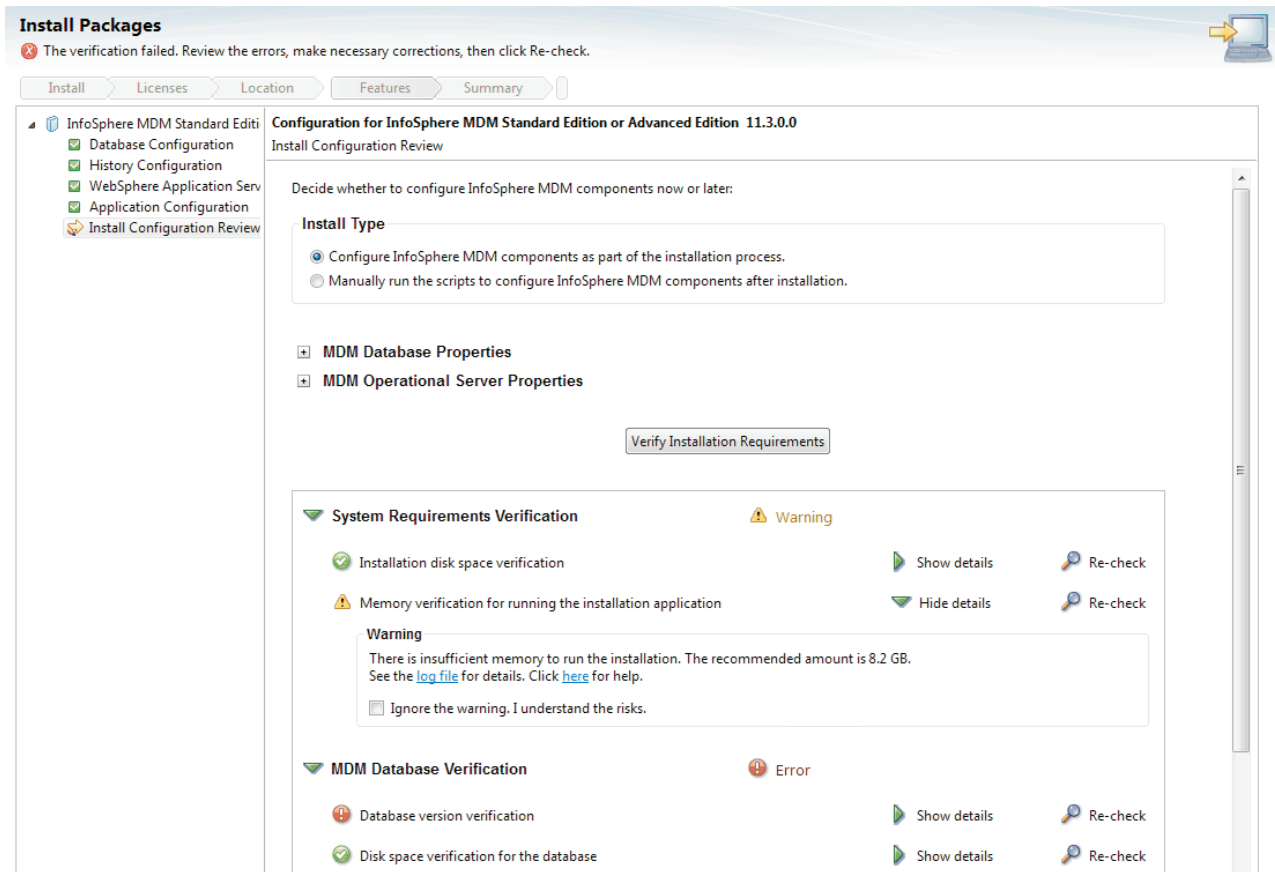 Install Packages
The verification failed. Review the errors, make necessary corrections, then click Re-check.
Install Licenses Location Features Summary
InfoSphere MDM Standard Editi
Database Configuration
History Configuration
WebSphere Application Serv
Application Configuration
Install Configuration Review
Configuration for InfoSphere MDM Standard Edition or Advanced Edition 11.3.0.0
Install Configuration Review
Decide whether to configure InfoSphere MDM components now or later:
Install Type
Configure InfoSphere MDM components as part of the installation process.
Manually run the scripts to configure InfoSphere MDM components after installation.
MDM Database Properties
MDM Operational Server Properties
Verify Installation Requirements
System Requirements Verification Warning
Installation disk space verification Show details Re-check
Memory verification for running the installation application Hide details Re-check
Warning
There is insufficient memory to run the installation. The recommended amount is 8.2 GB.
See the log file for details. Click here for help.
Ignore the warning. I understand the risks.
MDM Database Verification Error
Database version verification Show details Re-check
Disk space verification for the database Show details Re-check